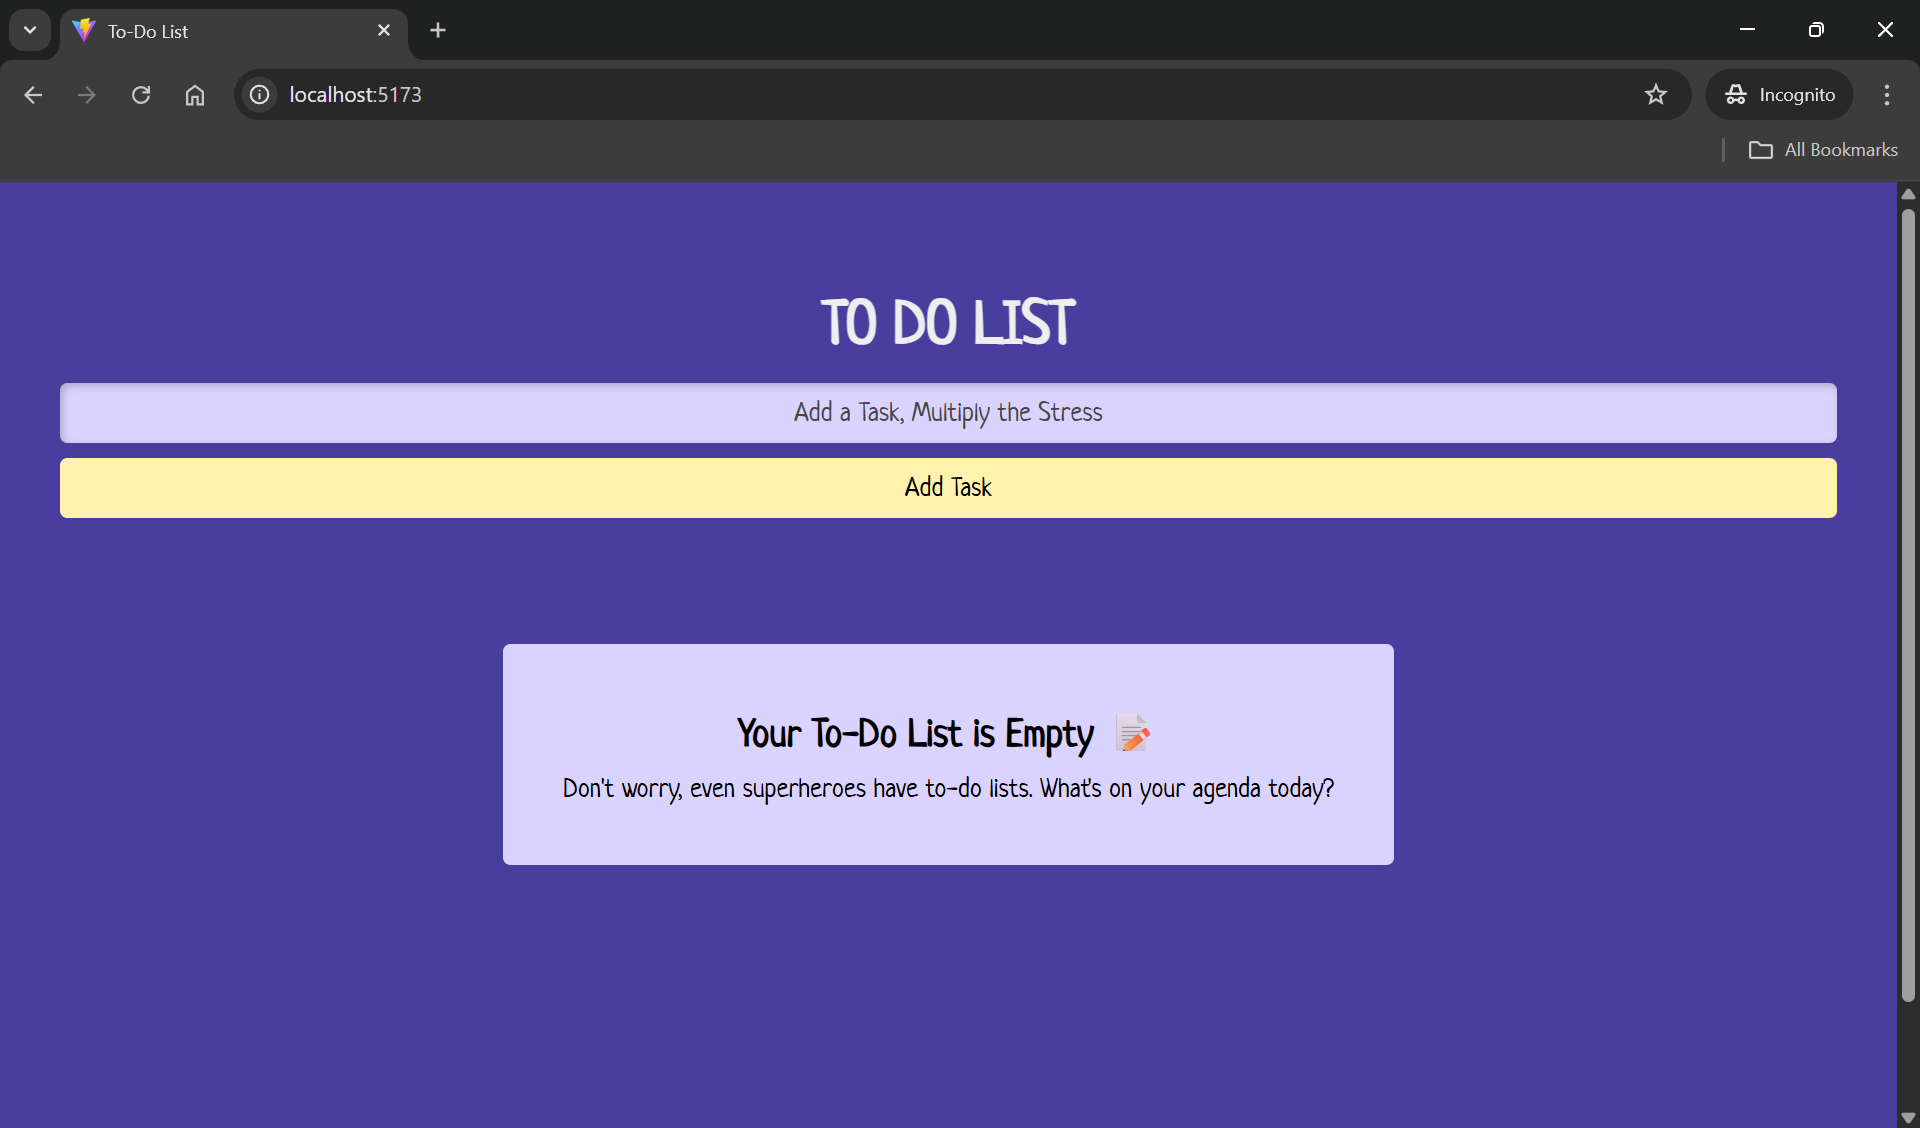 To-Do List
localhost:5173
Incognito
All Bookmarks
TO DO LIST
Add a Task, Multiply the Stress
Add Task
Your To-Do List is Empty 📝
Don't worry, even superheroes have to-do lists. What's on your agenda today?